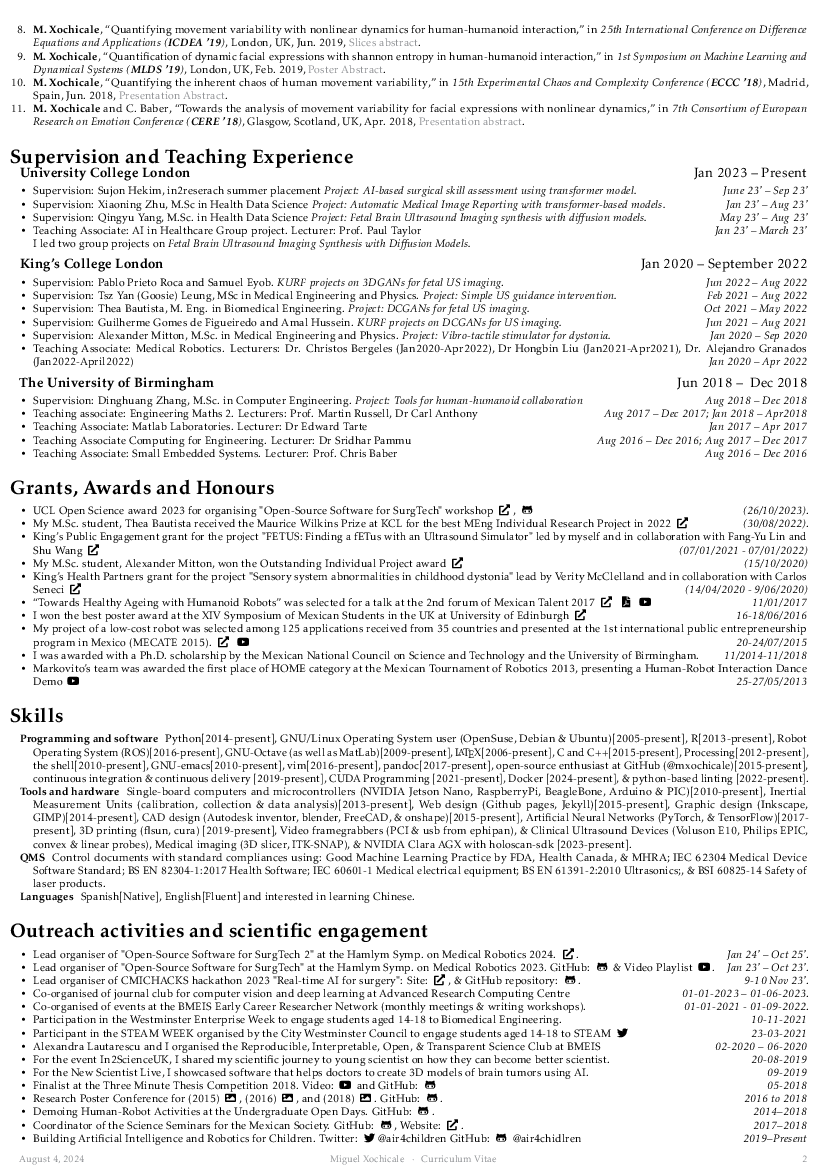 8. M. Xochicale, “Quantifying movement variability with nonlinear dynamics for human-humanoid interaction,” in 25th International Conference on Difference
Equations and Applications (ICDEA ’19), London, UK, Jun. 2019, Slices abstract.
9. M. Xochicale, “Quantification of dynamic facial expressions with shannon entropy in human-humanoid interaction,” in 1st Symposium on Machine Learning and
Dynamical Systems (MLDS ’19), London, UK, Feb. 2019, Poster Abstract.
10. M. Xochicale, “Quantifying the inherent chaos of human movement variability,” in 15th Experimental Chaos and Complexity Conference (ECCC ’18), Madrid,
Spain, Jun. 2018, Presentation Abstract.
11. M. Xochicale and C. Baber, “Towards the analysis of movement variability for facial expressions with nonlinear dynamics,” in 7th Consortium of European
Research on Emotion Conference (CERE ’18), Glasgow, Scotland, UK, Apr. 2018, Presentation abstract.
Supervision and Teaching Experience
University College London Jan 2023 – Present
• Supervision: Sujon Hekim, in2reserach summer placement Project: AI-based surgical skill assessment using transformer model. June 23’ – Sep 23’
• Supervision: Xiaoning Zhu, M.Sc in Health Data Science Project: Automatic Medical Image Reporting with transformer-based models. Jan 23’ – Aug 23’
• Supervision: Qingyu Yang, M.Sc. in Health Data Science Project: Fetal Brain Ultrasound Imaging synthesis with diffusion models. May 23’ – Aug 23’
• Teaching Associate: AI in Healthcare Group project. Lecturer: Prof. Paul Taylor Jan 23’ – March 23’
I led two group projects on Fetal Brain Ultrasound Imaging Synthesis with Diffusion Models.
King’s College London Jan 2020 – September 2022
• Supervision: Pablo Prieto Roca and Samuel Eyob. KURF projects on 3DGANs for fetal US imaging. Jun 2022 – Aug 2022
• Supervision: Tsz Yan (Goosie) Leung, MSc in Medical Engineering and Physics. Project: Simple US guidance intervention. Feb 2021 – Aug 2022
• Supervision: Thea Bautista, M. Eng. in Biomedical Engineering. Project: DCGANs for fetal US imaging. Oct 2021 – May 2022
• Supervision: Guilherme Gomes de Figueiredo and Amal Hussein. KURF projects on DCGANs for US imaging. Jun 2021 – Aug 2021
• Supervision: Alexander Mitton, M.Sc. in Medical Engineering and Physics. Project: Vibro-tactile stimulator for dystonia. Jan 2020 – Sep 2020
• Teaching Associate: Medical Robotics. Lecturers: Dr. Christos Bergeles (Jan2020-Apr2022), Dr Hongbin Liu (Jan2021-Apr2021), Dr. Alejandro Granados
(Jan2022-April2022) Jan 2020 – Apr 2022
The University of Birmingham Jun 2018 – Dec 2018
• Supervision: Dinghuang Zhang, M.Sc. in Computer Engineering. Project: Tools for human-humanoid collaboration Aug 2018 – Dec 2018
• Teaching associate: Engineering Maths 2. Lecturers: Prof. Martin Russell, Dr Carl Anthony Aug 2017 – Dec 2017; Jan 2018 – Apr2018
• Teaching Associate: Matlab Laboratories. Lecturer: Dr Edward Tarte Jan 2017 – Apr 2017
• Teaching Associate Computing for Engineering. Lecturer: Dr Sridhar Pammu Aug 2016 – Dec 2016; Aug 2017 – Dec 2017
• Teaching Associate: Small Embedded Systems. Lecturer: Prof. Chris Baber Aug 2016 – Dec 2016
Grants, Awards and Honours
• UCL Open Science award 2023 for organising "Open-Source Software for SurgTech" workshop , (26/10/2023).
• My M.Sc. student, Thea Bautista received the Maurice Wilkins Prize at KCL for the best MEng Individual Research Project in 2022 (30/08/2022).
• King’s Public Engagement grant for the project "FETUS: Finding a fETus with an Ultrasound Simulator" led by myself and in collaboration with Fang-Yu Lin and
Shu Wang (07/01/2021 - 07/01/2022)
• My M.Sc. student, Alexander Mitton, won the Outstanding Individual Project award (15/10/2020)
• King’s Health Partners grant for the project "Sensory system abnormalities in childhood dystonia" lead by Verity McClelland and in collaboration with Carlos
Seneci (14/04/2020 - 9/06/2020)
• “Towards Healthy Ageing with Humanoid Robots” was selected for a talk at the 2nd forum of Mexican Talent 2017 11/01/2017
• I won the best poster award at the XIV Symposium of Mexican Students in the UK at University of Edinburgh 16-18/06/2016
• My project of a low-cost robot was selected among 125 applications received from 35 countries and presented at the 1st international public entrepreneurship
program in Mexico (MECATE 2015). 20-24/07/2015
• I was awarded with a Ph.D. scholarship by the Mexican National Council on Science and Technology and the University of Birmingham. 11/2014-11/2018
• Markovito’s team was awarded the first place of HOME category at the Mexican Tournament of Robotics 2013, presenting a Human-Robot Interaction Dance
Demo 25-27/05/2013
Skills
Programming and software Python[2014-present], GNU/Linux Operating System user (OpenSuse, Debian & Ubuntu)[2005-present], R[2013-present], Robot
Operating System (ROS)[2016-present], GNU-Octave (as well as MatLab)[2009-present], LATEX[2006-present], C and C++[2015-present], Processing[2012-present],
the shell[2010-present], GNU-emacs[2010-present], vim[2016-present], pandoc[2017-present], open-source enthusiast at GitHub (@mxochicale)[2015-present],
continuous integration & continuous delivery [2019-present], CUDA Programming [2021-present], Docker [2024-present], & python-based linting [2022-present].
Tools and hardware Single-board computers and microcontrollers (NVIDIA Jetson Nano, RaspberryPi, BeagleBone, Arduino & PIC)[2010-present], Inertial
Measurement Units (calibration, collection & data analysis)[2013-present], Web design (Github pages, Jekyll)[2015-present], Graphic design (Inkscape,
GIMP)[2014-present], CAD design (Autodesk inventor, blender, FreeCAD, & onshape)[2015-present], Artificial Neural Networks (PyTorch, & TensorFlow)[2017-
present], 3D printing (flsun, cura) [2019-present], Video framegrabbers (PCI & usb from ephipan), & Clinical Ultrasound Devices (Voluson E10, Philips EPIC,
convex & linear probes), Medical imaging (3D slicer, ITK-SNAP), & NVIDIA Clara AGX with holoscan-sdk [2023-present].
QMS Control documents with standard compliances using: Good Machine Learning Practice by FDA, Health Canada, & MHRA; IEC 62304 Medical Device
Software Standard; BS EN 82304-1:2017 Health Software; IEC 60601-1 Medical electrical equipment; BS EN 61391-2:2010 Ultrasonics;, & BSI 60825-14 Safety of
laser products.
Languages Spanish[Native], English[Fluent] and interested in learning Chinese.
Outreach activities and scientific engagement
• Lead organiser of "Open-Source Software for SurgTech 2" at the Hamlym Symp. on Medical Robotics 2024. . Jan 24’ – Oct 25’.
• Lead organiser of "Open-Source Software for SurgTech" at the Hamlym Symp. on Medical Robotics 2023. GitHub: & Video Playlist . Jan 23’ – Oct 23’.
• Lead organiser of CMICHACKS hackathon 2023 "Real-time AI for surgery": Site: , & GitHub repository: . 9-10 Nov 23’.
• Co-organised of journal club for computer vision and deep learning at Advanced Research Computing Centre 01-01-2023 – 01-06-2023.
• Co-organised of events at the BMEIS Early Career Researcher Network (monthly meetings & writing workshops). 01-01-2021 - 01-09-2022.
• Participation in the Westminster Enterprise Week to engage students aged 14-18 to Biomedical Engineering. 10-11-2021
• Participation in the STEAM WEEK organised by the City Westminster Council to engage students aged 14-18 to STEAM 23-03-2021
• Alexandra Lautarescu and I organised the Reproducible, Interpretable, Open, & Transparent Science Club at BMEIS 02-2020 – 06-2020
• For the event In2ScienceUK, I shared my scientific journey to young scientist on how they can become better scientist. 20-08-2019
• For the New Scientist Live, I showcased software that helps doctors to create 3D models of brain tumors using AI. 09-2019
• Finalist at the Three Minute Thesis Competition 2018. Video: and GitHub: 05-2018
• Research Poster Conference for (2015) , (2016) , and (2018) . GitHub: . 2016 to 2018
• Demoing Human-Robot Activities at the Undergraduate Open Days. GitHub: . 2014–2018
• Coordinator of the Science Seminars for the Mexican Society. GitHub: , Website: . 2017–2018
• Building Artificial Intelligence and Robotics for Children. Twitter: @air4children GitHub: @air4chidlren 2019–Present
August 4, 2024 Miguel Xochicale · Curriculum Vitae 2